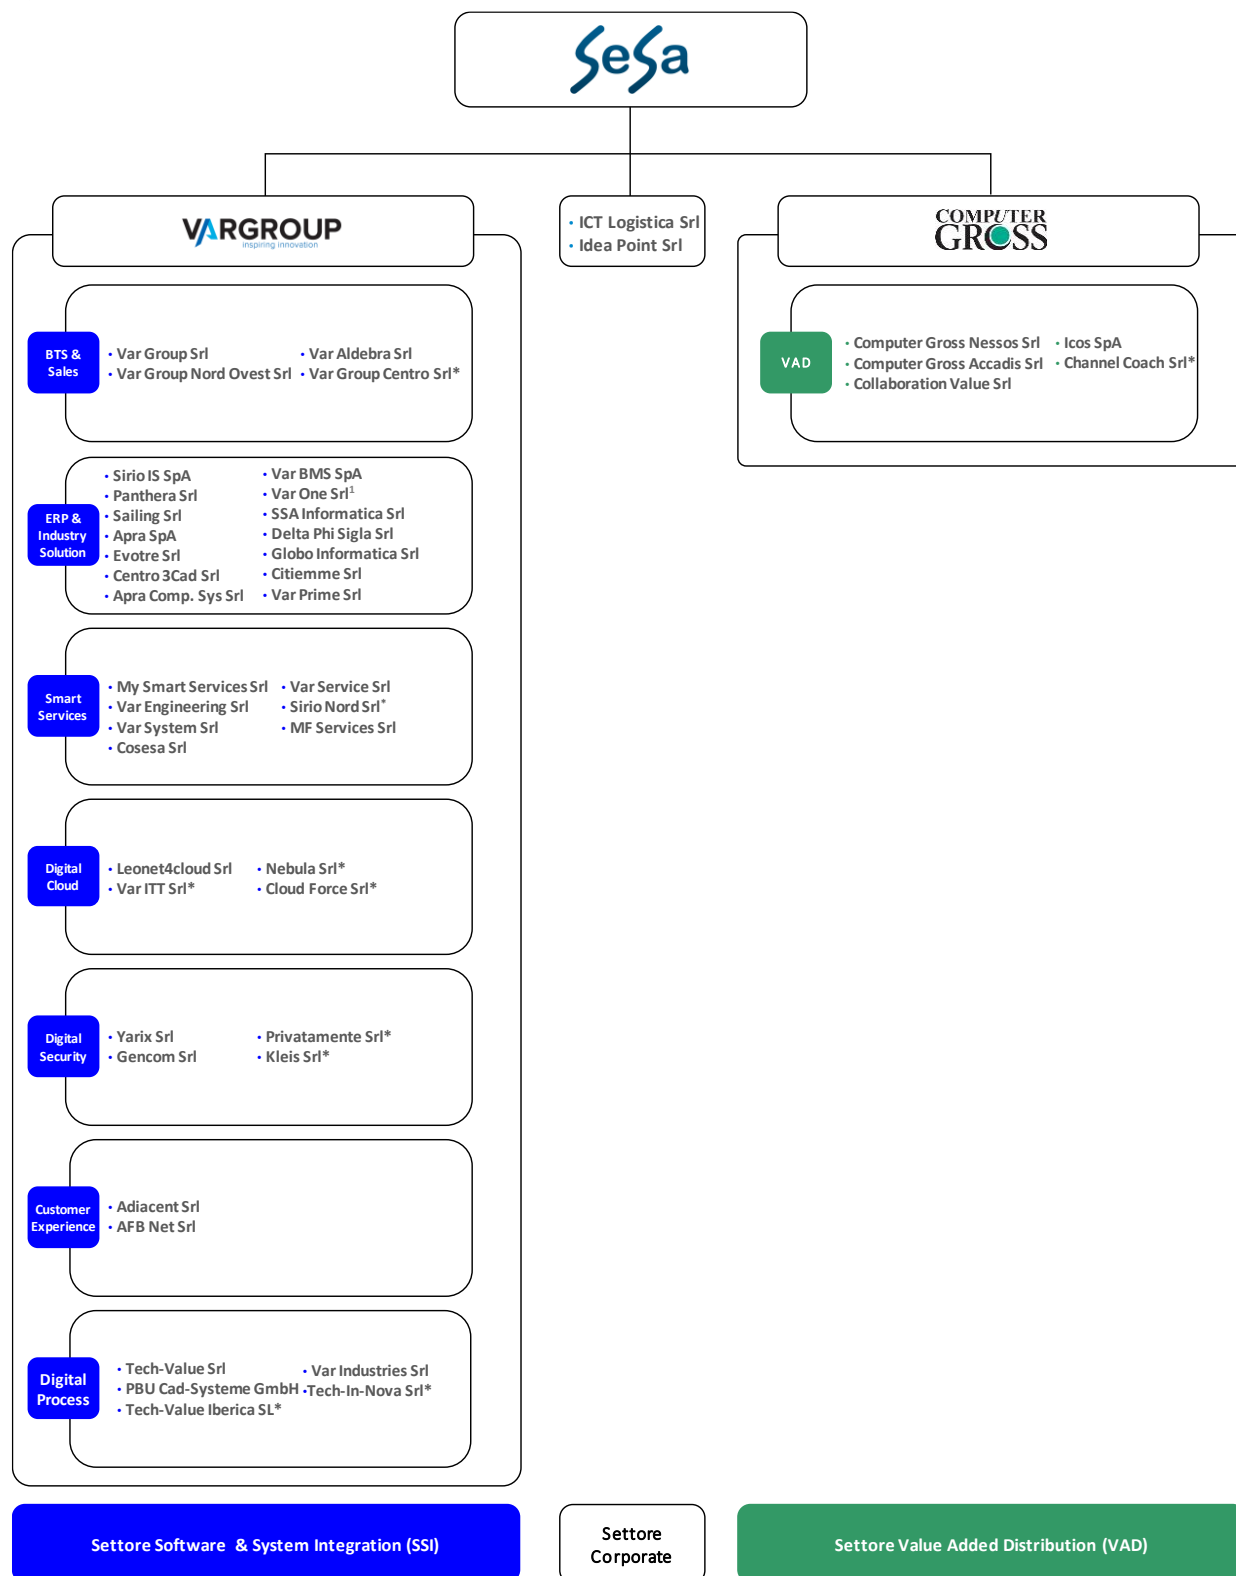 SeSa
VARGROUP
inspiring innovation
· ICT Logistica Srl
· Idea Point Srl
COMPUTER
GROSS
BTS &
Sales
· Var Group Srl
· Var Group Nord Ovest Srl
· Var Aldebra Srl
· Var Group Centro Srl*
VAD
· Computer Gross Nessos Srl
· Computer Gross Accadis Srl
· Collaboration Value Srl
· Icos SpA
· Channel Coach Srl*
ERP &
Industry
Solution
· Sirio IS SpA
· Panthera Srl
· Sailing Srl
· Apra SpA
· Evotre Srl
· Centro 3Cad Srl
· Apra Comp. Sys Srl
· Var BMS SpA
· Var One Srl¹
· SSA Informatica Srl
· Delta Phi Sigla Srl
· Globo Informatica Srl
· Citiemme Srl
· Var Prime Srl
Smart
Services
· My Smart Services Srl
· Var Engineering Srl
· Var System Srl
· Cosesa Srl
· Var Service Srl
· Sirio Nord Srl*
· MF Services Srl
Digital
Cloud
· Leonet4cloud Srl
· Var ITT Srl*
· Nebula Srl*
· Cloud Force Srl*
Digital
Security
· Yarix Srl
· Gencom Srl
· Privatamente Srl*
· Kleis Srl*
Customer
Experience
· Adiacent Srl
· AFB Net Srl
Digital
Process
· Tech-Value Srl
· PBU Cad-Systeme GmbH
· Tech-Value Iberica SL*
· Var Industries Srl
·Tech-In-Nova Srl*
Settore Software & System Integration (SSI)
Settore
Corporate
Settore Value Added Distribution (VAD)